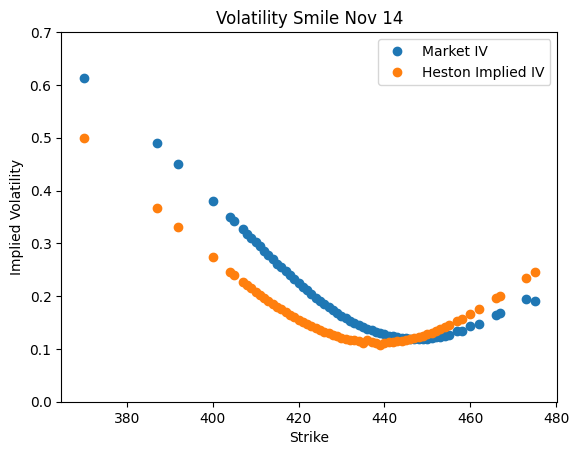 Volatility Smile Nov 14
Market IV
Heston Implied IV
Implied Volatility
0.7
0.6
0.5
0.4
0.3
0.2
0.1
0.0
380
400
420
440
460
480
Strike